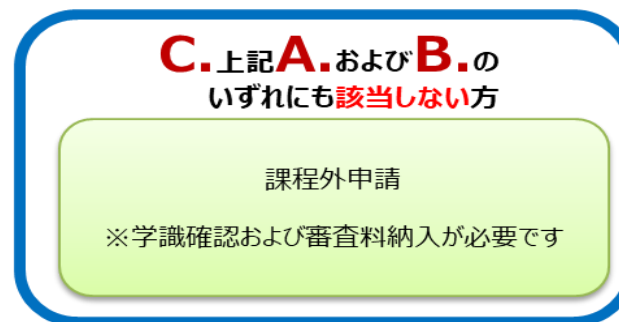 C.上記A.およびB.の
いずれにも該当しない方
課程外申請
※学識確認および審査料納入が必要です